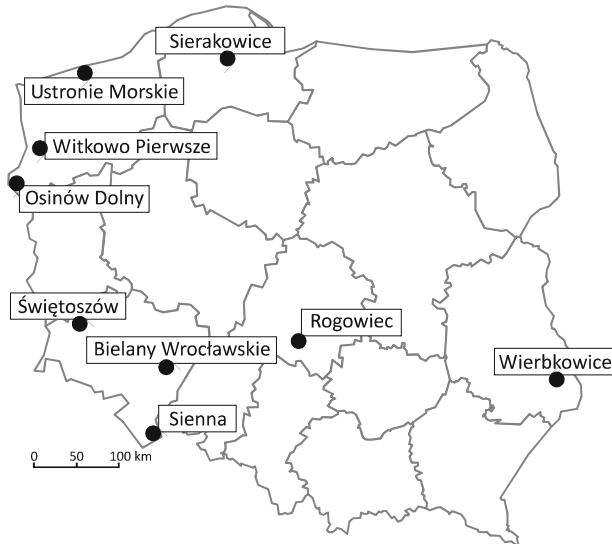 Sierakowice
Ustronie Morskie
Witkowo Pierwsze
Osinów Dolny
Świętoszów
Rogowiec
Bielany Wrocławskie
Wierbkowice
Sienna
0 50 100 km